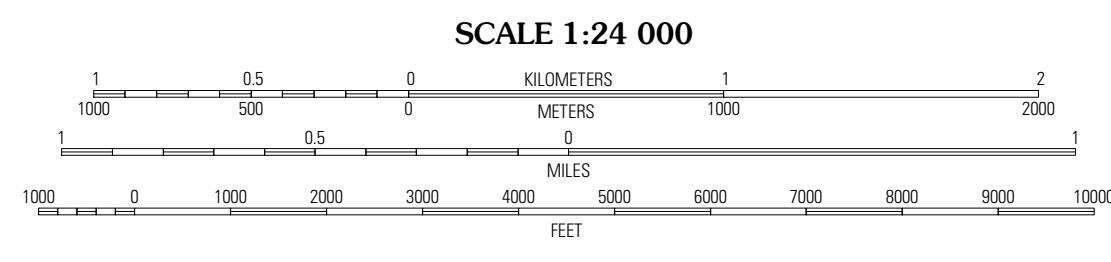 SCALE 1:24 000
1 0.5 0 KILOMETERS 1 2
1000 500 0 METERS 1000 2000
1 0.5 0 1
MILES
1000 0 1000 2000 3000 4000 5000 6000 7000 8000 9000 10000
FEET